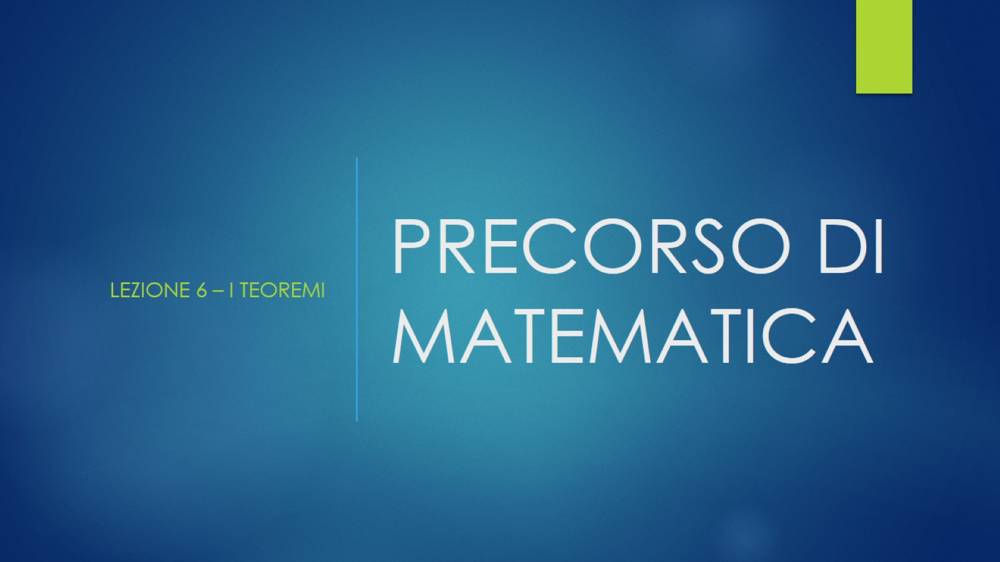 LEZIONE 6 – I TEOREMI
PRECORSO DI
MATEMATICA